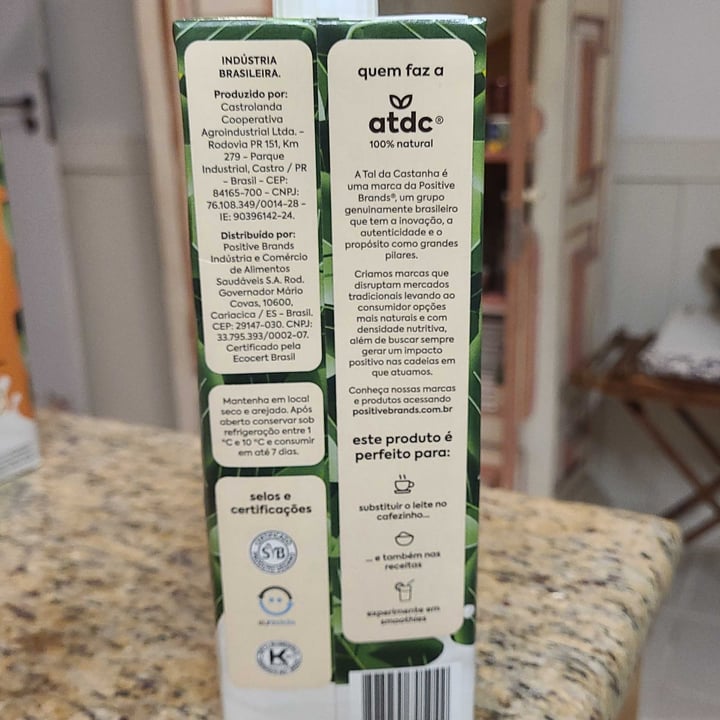 INDÚSTRIA
BRASILEIRA.
Produzido por:
Castrolanda
Cooperativa
Agroindustrial Ltda. -
Rodovia PR 151, Km
279 - Parque
Industrial, Castro / PR
- Brasil - CEP:
84165-700 - CNPJ:
76.108.349/0014-28 -
IE: 90396142-24.
Distribuído por:
Positive Brands
Indústria e Comércio
de Alimentos
Saudáveis S.A. Rod.
Governador Mário
Covas, 10600,
Cariacica / ES - Brasil.
CEP: 29147-030. CNPJ:
33.795.393/0002-07.
Certificado pela
Ecocert Brasil
Mantenha em local
seco e arejado. Após
aberto conservar sob
refrigeração entre 1
°C e 10 °C e consumir
em até 7 dias.
selos e
certificações
CERTIFICADO
SVB
PRODUTO VEGANO
eureciclo
K
quem faz a
atdc®
100% natural
A Tal da Castanha é
uma marca da Positive
Brands®, um grupo
genuinamente brasileiro
que tem a inovação, a
autenticidade e o
propósito como grandes
pilares.
Criamos marcas que
disruptam mercados
tradicionais levando ao
consumidor opções
mais naturais e com
densidade nutritiva,
além de buscar sempre
gerar um impacto
positivo nas cadeias em
que atuamos.
Conheça nossas marcas
e produtos acessando
positivebrands.com.br
este produto é
perfeito para:
substituir o leite no
cafezinho...
... e também nas
receitas
experimente em
smoothies